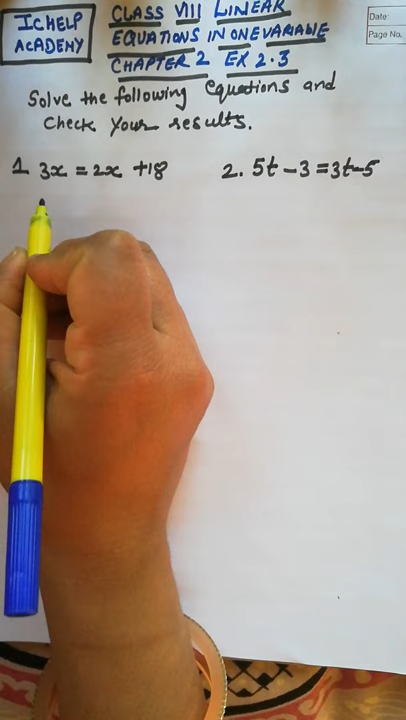 ICHELP
ACADEMY
CLASS VIII LINEAR
EQUATIONS IN ONE VARIABLE
CHAPTER 2 EX 2.3
Date:
Page No.
Solve the following equations and
check your results.
1. 3x = 2x + 18
2. 5t - 3 = 3t - 5